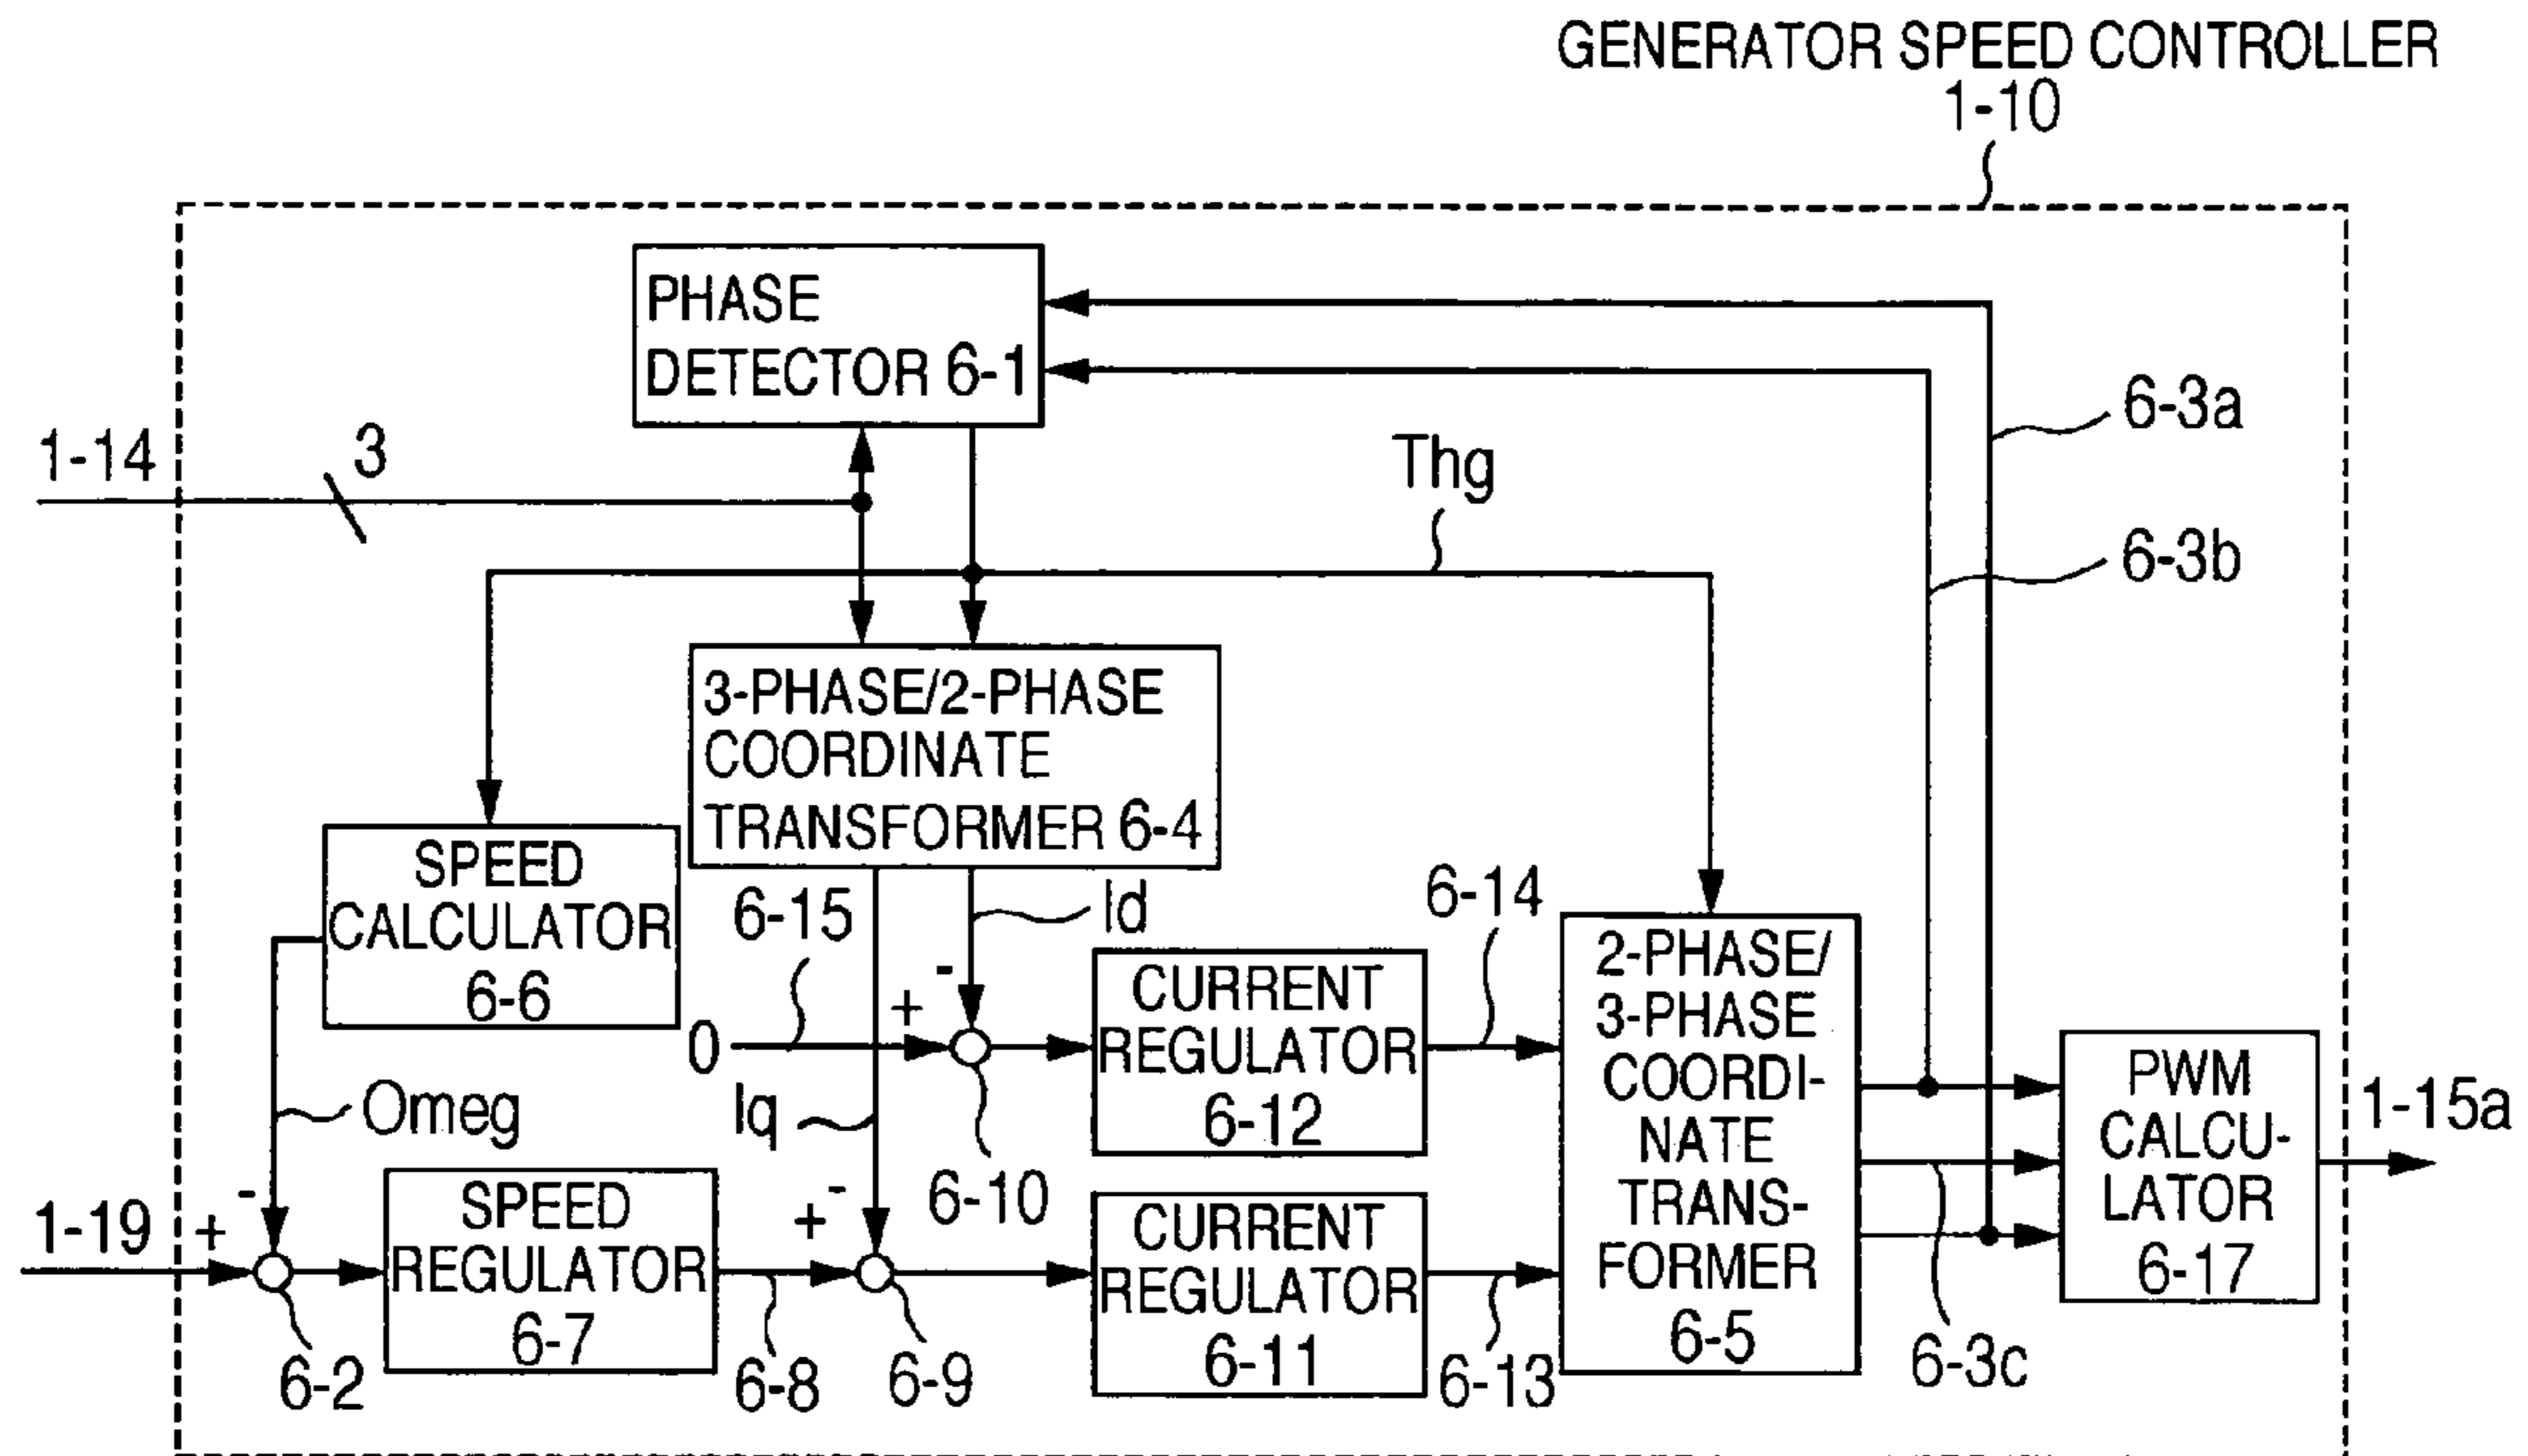 GENERATOR SPEED CONTROLLER
1-10
PHASE
DETECTOR 6-1
6-3a
1-14
3
Thg
6-3b
3-PHASE/2-PHASE
COORDINATE
TRANSFORMER 6-4
SPEED
CALCULATOR
6-6
6-15
Id
6-14
-
+
0
CURRENT
REGULATOR
6-12
2-PHASE/
3-PHASE
COORDI-
NATE
TRANS-
FORMER
6-5
PWM
CALCU-
LATOR
6-17
1-15a
Omeg
Iq
6-10
1-19
-
+
SPEED
REGULATOR
6-7
-
+
CURRENT
REGULATOR
6-11
6-2
6-8
6-9
6-13
6-3c